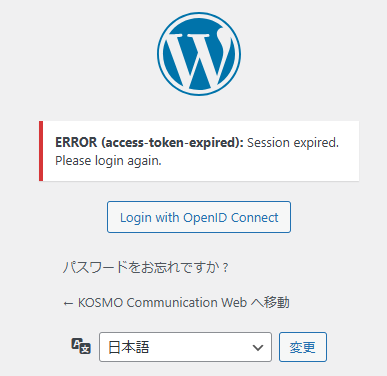 ERROR (access-token-expired): Session expired.
Please login again.
Login with OpenID Connect
パスワードをお忘れですか ?
← KOSMO Communication Web へ移動
日本語
変更